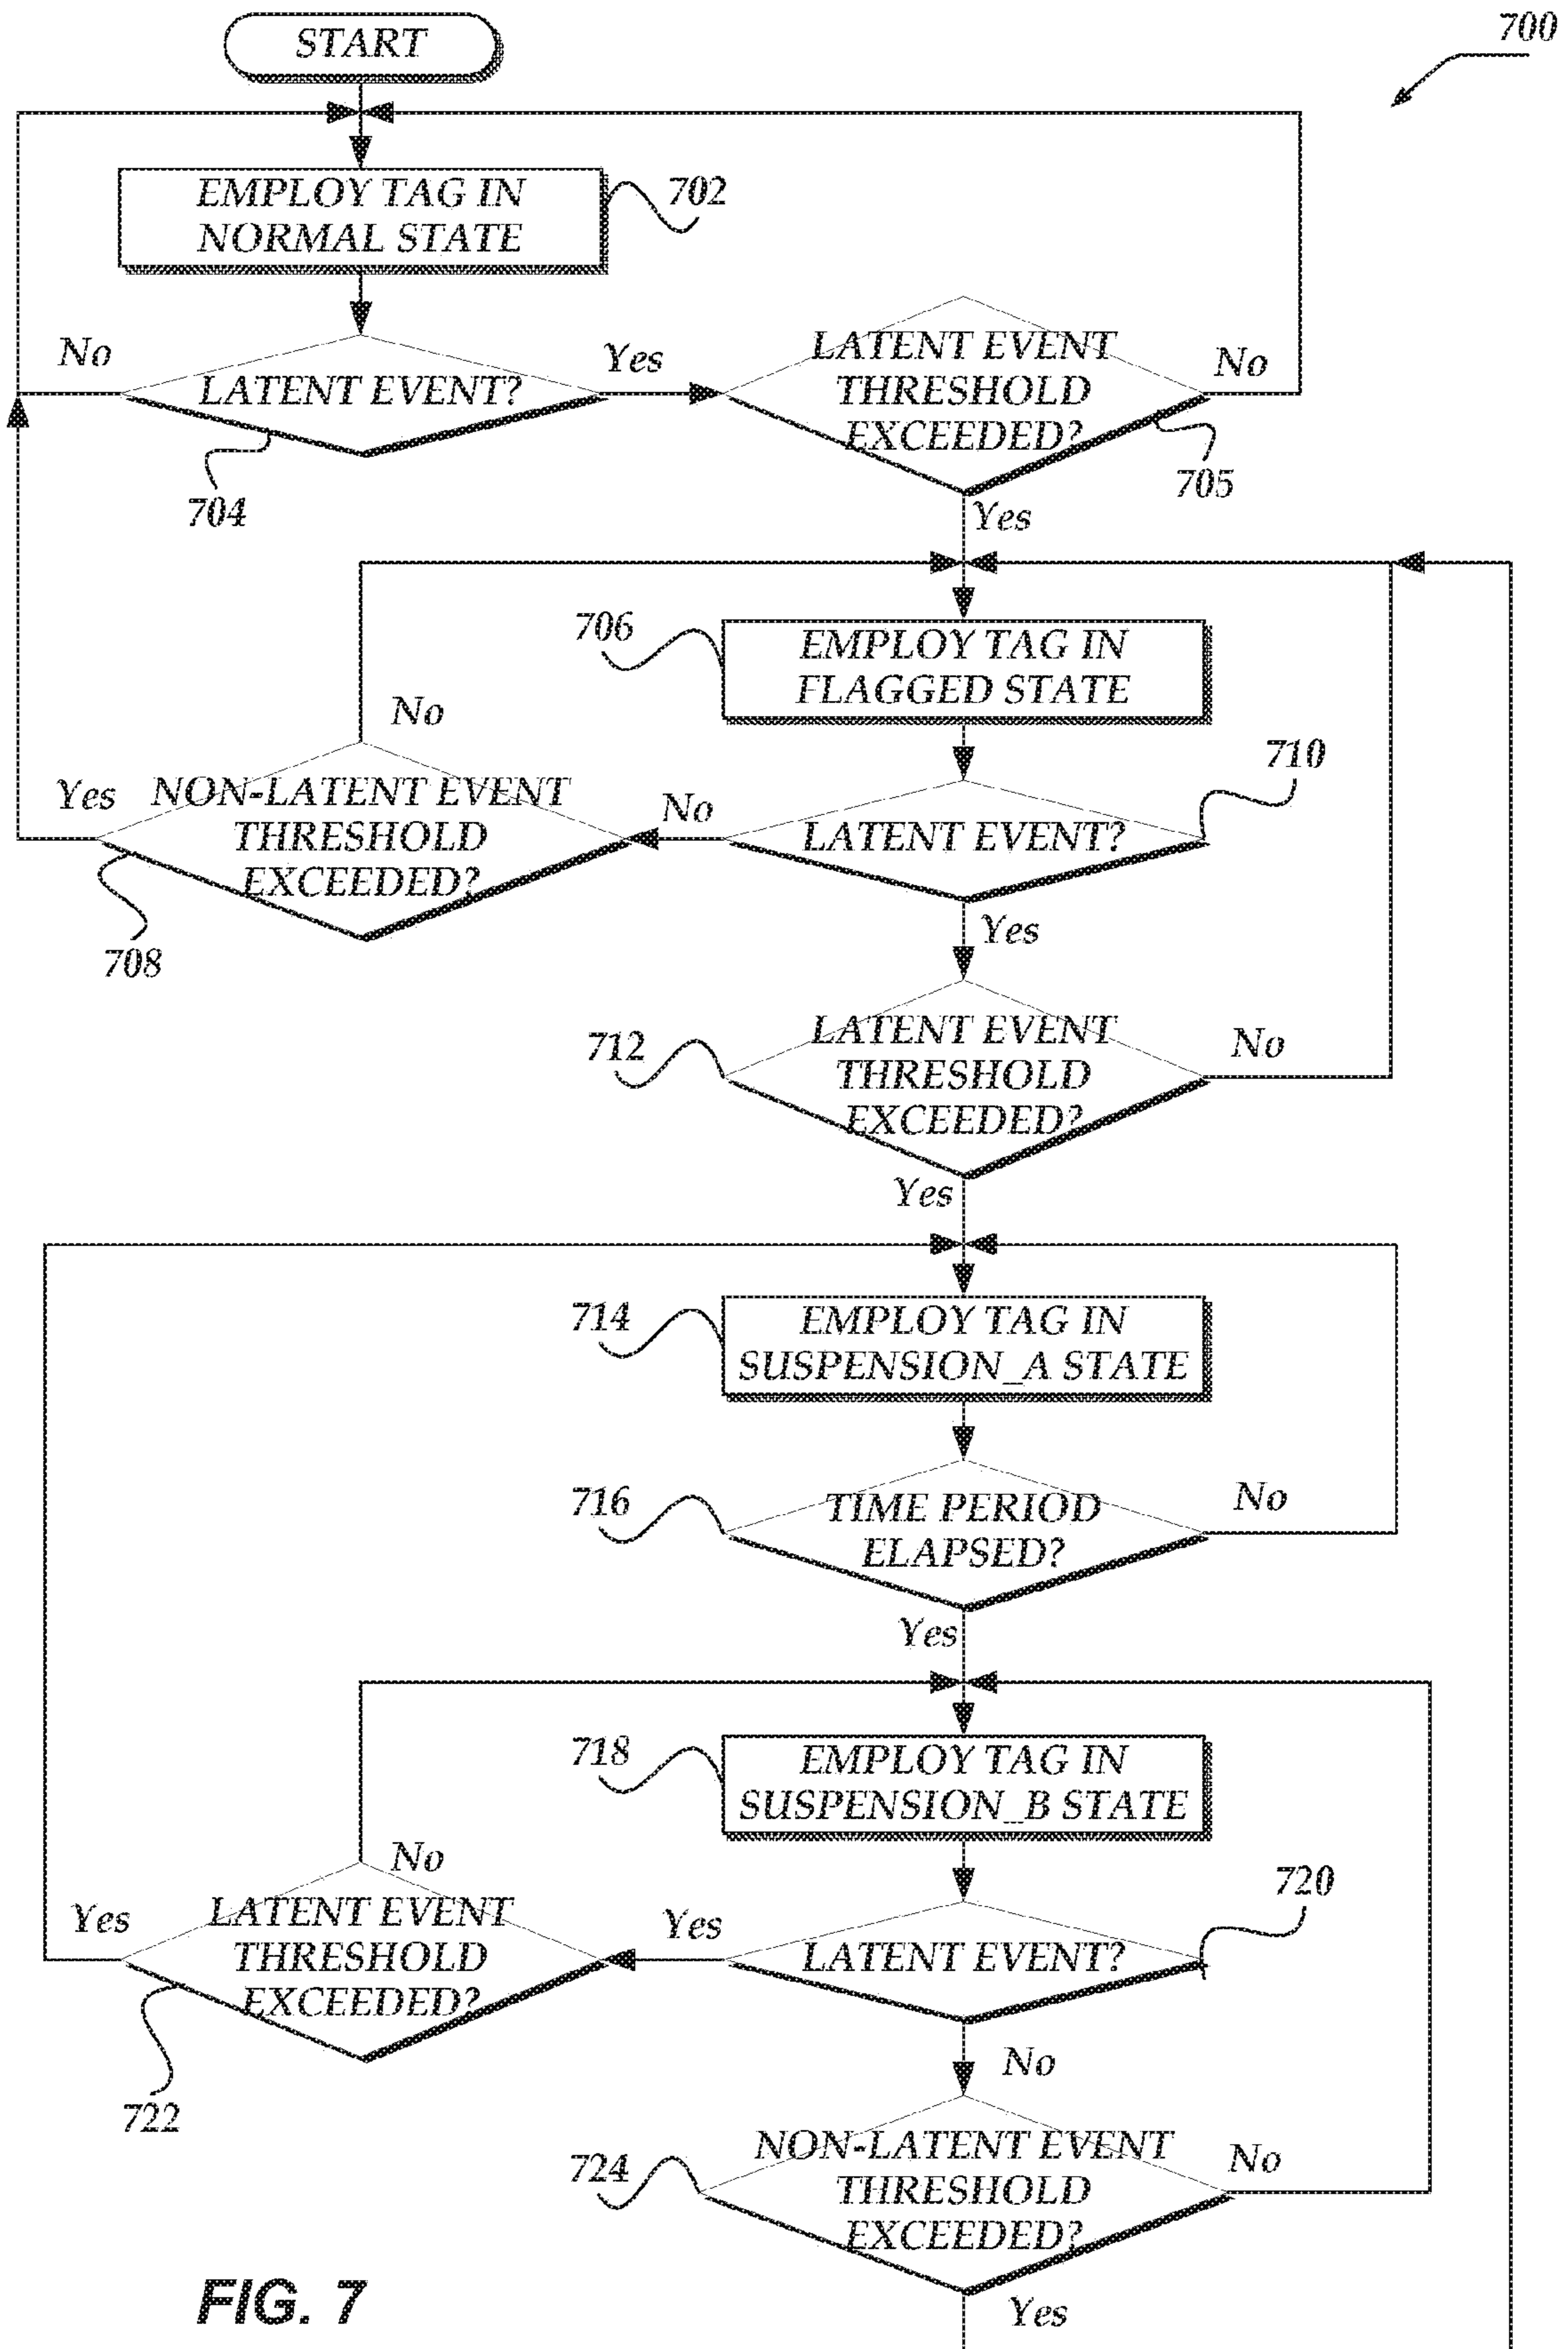 700
START
EMPLOY TAG IN
NORMAL STATE
702
No
LATENT EVENT?
Yes
LATENT EVENT
THRESHOLD
EXCEEDED?
No
704
705
Yes
706
EMPLOY TAG IN
FLAGGED STATE
No
710
Yes
NON-LATENT EVENT
THRESHOLD
EXCEEDED?
No
LATENT EVENT?
708
Yes
712
LATENT EVENT
THRESHOLD
EXCEEDED?
No
Yes
714
EMPLOY TAG IN
SUSPENSION_A STATE
716
TIME PERIOD
ELAPSED?
No
Yes
718
EMPLOY TAG IN
SUSPENSION_B STATE
No
720
Yes
LATENT EVENT
THRESHOLD
EXCEEDED?
Yes
LATENT EVENT?
722
No
724
NON-LATENT EVENT
THRESHOLD
EXCEEDED?
No
Yes
FIG. 7